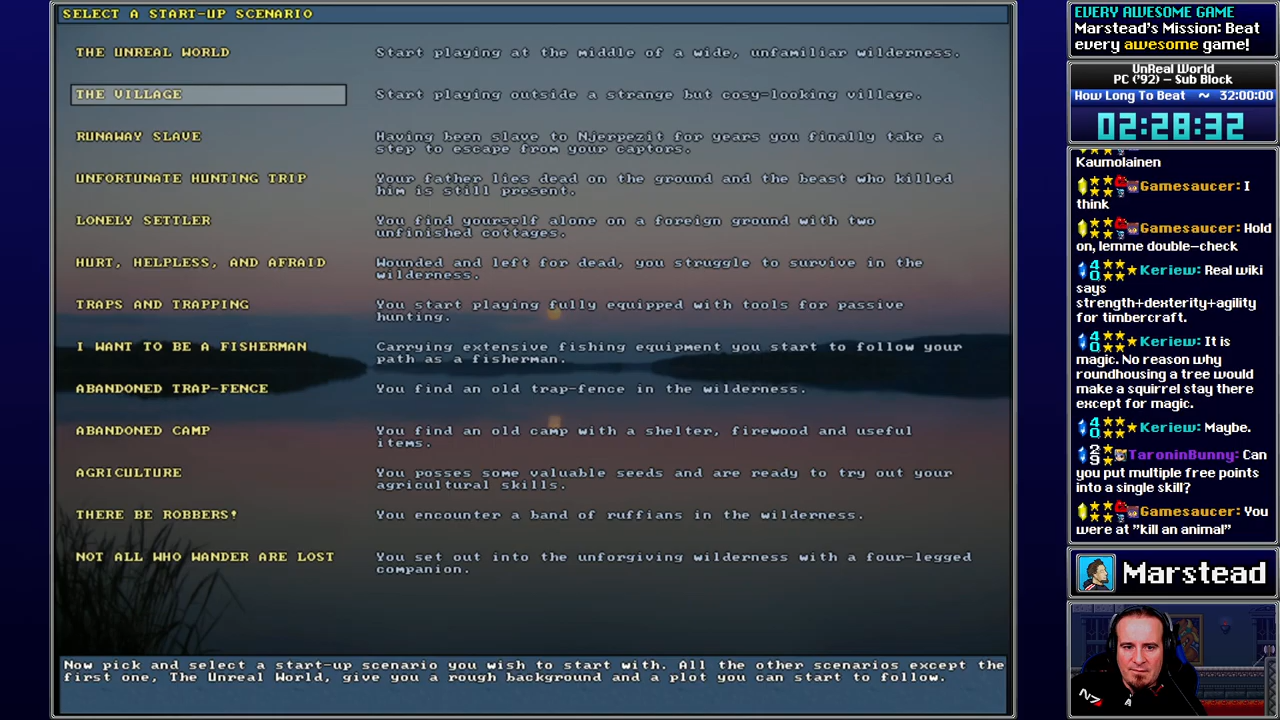 SELECT A START-UP SCENARIO
THE UNREAL WORLD
Start playing at the middle of a wide, unfamiliar wilderness.
THE VILLAGE
Start playing outside a strange but cosy-looking village.
RUNAWAY SLAVE
Having been slave to Njerpezit for years you finally take a
step to escape from your captors.
UNFORTUNATE HUNTING TRIP
Your father lies dead on the ground and the beast who killed
him is still present.
LONELY SETTLER
You find yourself alone on a foreign ground with two
unfinished cottages.
HURT, HELPLESS, AND AFRAID
Wounded and left for dead, you struggle to survive in the
wilderness.
TRAPS AND TRAPPING
You start playing fully equipped with tools for passive
hunting.
I WANT TO BE A FISHERMAN
Carrying extensive fishing equipment you start to follow your
path as a fisherman.
ABANDONED TRAP-FENCE
You find an old trap-fence in the wilderness.
ABANDONED CAMP
You find an old camp with a shelter, firewood and useful
items.
AGRICULTURE
You posses some valuable seeds and are ready to try out your
agricultural skills.
THERE BE ROBBERS!
You encounter a band of ruffians in the wilderness.
NOT ALL WHO WANDER ARE LOST
You set out into the unforgiving wilderness with a four-legged
companion.
Now pick and select a start-up scenario you wish to start with. All the other scenarios except the
first one, The Unreal World, give you a rough background and a plot you can start to follow.
EVERY AWESOME GAME
Marstead's Mission: Beat
every awesome game!
UnReal World
PC ('92) – Sub Block
How Long To Beat ~ 32:00:00
02:28:32
Kaumolainen
Gamesaucer: I
think
Gamesaucer: Hold
on, lemme double-check
40 Keriew: Real wiki
says
strength+dexterity+agility
for timbercraft.
40 Keriew: It is
magic. No reason why
roundhousing a tree would
make a squirrel stay there
except for magic.
40 Keriew: Maybe.
29 TaroninBunny: Can
you put multiple free points
into a single skill?
Gamesaucer: You
were at "kill an animal"
Marstead
N7